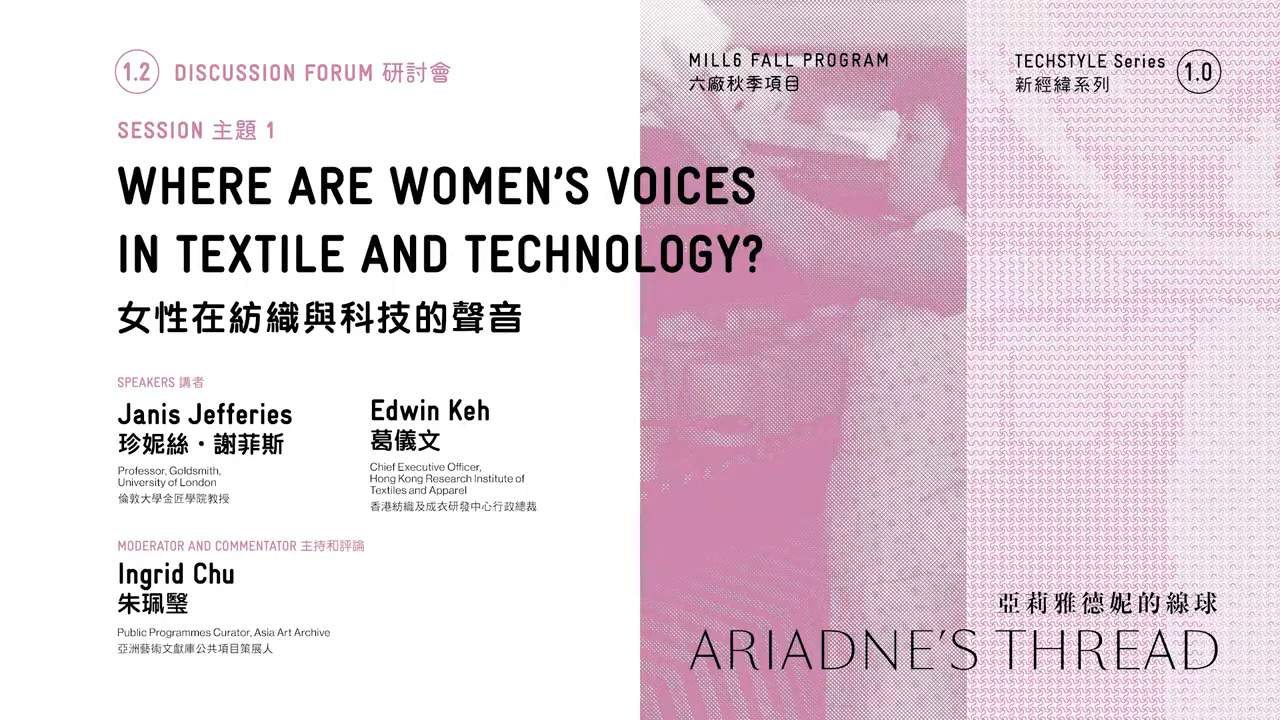 1.2 DISCUSSION FORUM 研討會
SESSION 主題 1
WHERE ARE WOMEN'S VOICES
IN TEXTILE AND TECHNOLOGY?
女性在紡織與科技的聲音
SPEAKERS 講者
Janis Jefferies
珍妮絲・謝菲斯
Professor, Goldsmith,
University of London
倫敦大學金匠學院教授
Edwin Keh
葛儀文
Chief Executive Officer,
Hong Kong Research Institute of
Textiles and Apparel
香港紡織及成衣研發中心行政總裁
MODERATOR AND COMMENTATOR 主持和評論
Ingrid Chu
朱珮瑿
Public Programmes Curator, Asia Art Archive
亞洲藝術文獻庫公共項目策展人
MILL6 FALL PROGRAM
六廠秋季項目
TECHSTYLE Series 1.0
新經緯系列
亞莉雅德妮的線球
ARIADNE'S THREAD